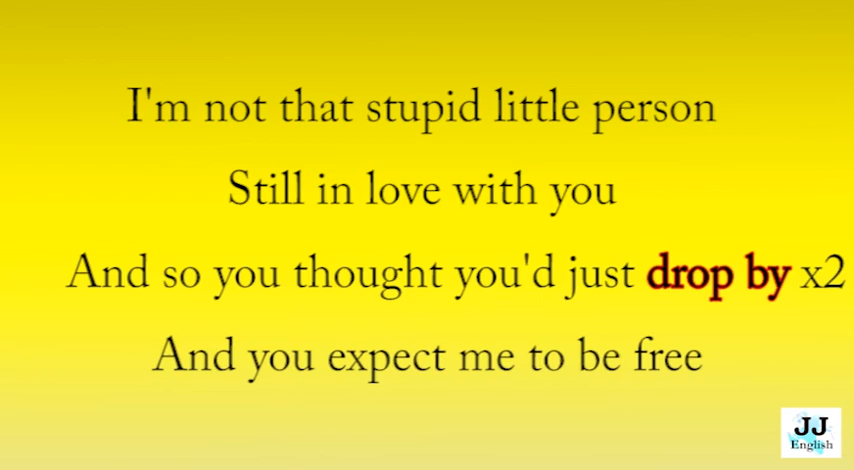 I'm not that stupid little person
Still in love with you
And so you thought you'd just drop by x2
And you expect me to be free
JJ
English